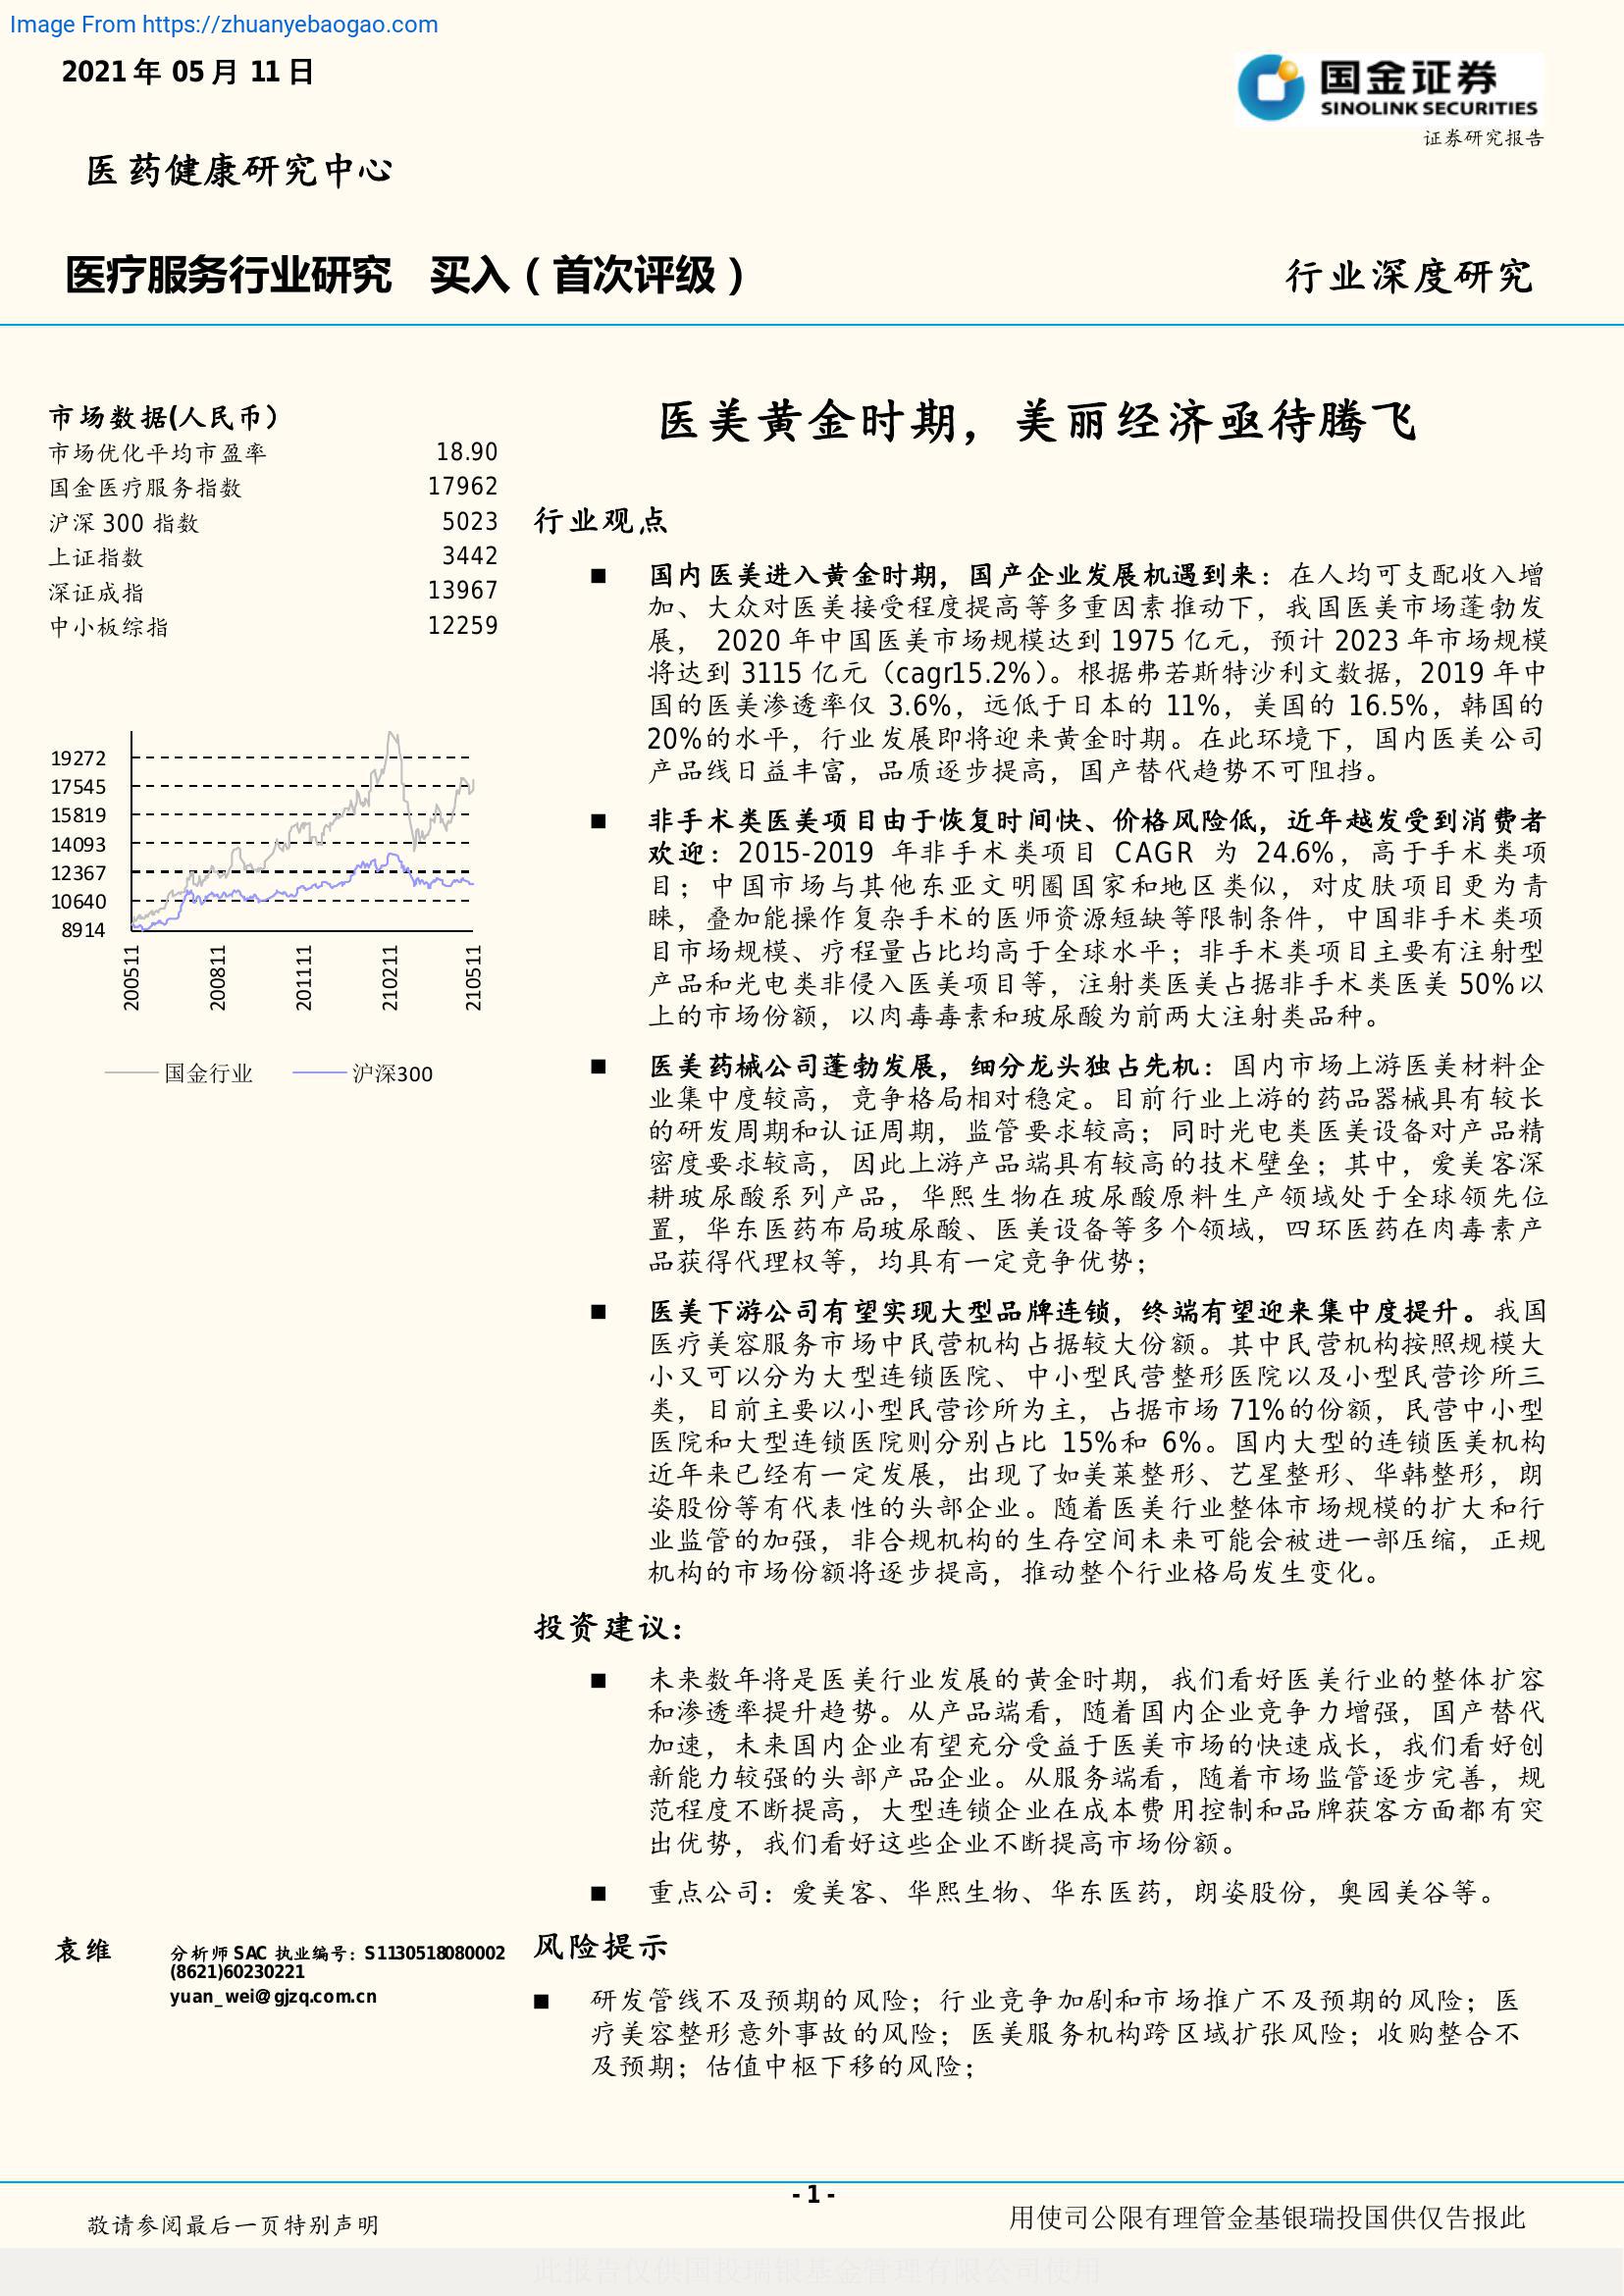 Image From https://zhuanyebaogao.com
2021 年 05 月 11 日
国金证券
SINOLINK SECURITIES
证券研究报告
医药健康研究中心
医疗服务行业研究 买入（首次评级）
行业深度研究
市场数据(人民币）
市场优化平均市盈率 18.90
国金医疗服务指数 17962
沪深 300 指数 5023
上证指数 3442
深证成指 13967
中小板综指 12259
19272
17545
15819
14093
12367
10640
8914
200511
200811
201111
210211
210511
国金行业 沪深300
袁维
分析师 SAC 执业编号：S1130518080002
(8621)60230221
yuan_wei@gjzq.com.cn
医美黄金时期，美丽经济亟待腾飞
行业观点
■ 国内医美进入黄金时期，国产企业发展机遇到来：在人均可支配收入增
加、大众对医美接受程度提高等多重因素推动下，我国医美市场蓬勃发
展， 2020 年中国医美市场规模达到 1975 亿元，预计 2023 年市场规模
将达到 3115 亿元（cagr15.2%）。根据弗若斯特沙利文数据，2019 年中
国的医美渗透率仅 3.6%，远低于日本的 11%，美国的 16.5%，韩国的
20%的水平，行业发展即将迎来黄金时期。在此环境下，国内医美公司
产品线日益丰富，品质逐步提高，国产替代趋势不可阻挡。
■ 非手术类医美项目由于恢复时间快、价格风险低，近年越发受到消费者
欢迎：2015-2019 年非手术类项目 CAGR 为 24.6%，高于手术类项
目；中国市场与其他东亚文明圈国家和地区类似，对皮肤项目更为青
睐，叠加能操作复杂手术的医师资源短缺等限制条件，中国非手术类项
目市场规模、疗程量占比均高于全球水平；非手术类项目主要有注射型
产品和光电类非侵入医美项目等，注射类医美占据非手术类医美 50%以
上的市场份额，以肉毒毒素和玻尿酸为前两大注射类品种。
■ 医美药械公司蓬勃发展，细分龙头独占先机：国内市场上游医美材料企
业集中度较高，竞争格局相对稳定。目前行业上游的药品器械具有较长
的研发周期和认证周期，监管要求较高；同时光电类医美设备对产品精
密度要求较高，因此上游产品端具有较高的技术壁垒；其中，爱美客深
耕玻尿酸系列产品，华熙生物在玻尿酸原料生产领域处于全球领先位
置，华东医药布局玻尿酸、医美设备等多个领域，四环医药在肉毒素产
品获得代理权等，均具有一定竞争优势；
■ 医美下游公司有望实现大型品牌连锁，终端有望迎来集中度提升。我国
医疗美容服务市场中民营机构占据较大份额。其中民营机构按照规模大
小又可以分为大型连锁医院、中小型民营整形医院以及小型民营诊所三
类，目前主要以小型民营诊所为主，占据市场 71%的份额，民营中小型
医院和大型连锁医院则分别占比 15%和 6%。国内大型的连锁医美机构
近年来已经有一定发展，出现了如美莱整形、艺星整形、华韩整形，朗
姿股份等有代表性的头部企业。随着医美行业整体市场规模的扩大和行
业监管的加强，非合规机构的生存空间未来可能会被进一部压缩，正规
机构的市场份额将逐步提高，推动整个行业格局发生变化。
投资建议：
■ 未来数年将是医美行业发展的黄金时期，我们看好医美行业的整体扩容
和渗透率提升趋势。从产品端看，随着国内企业竞争力增强，国产替代
加速，未来国内企业有望充分受益于医美市场的快速成长，我们看好创
新能力较强的头部产品企业。从服务端看，随着市场监管逐步完善，规
范程度不断提高，大型连锁企业在成本费用控制和品牌获客方面都有突
出优势，我们看好这些企业不断提高市场份额。
■ 重点公司：爱美客、华熙生物、华东医药，朗姿股份，奥园美谷等。
风险提示
■ 研发管线不及预期的风险；行业竞争加剧和市场推广不及预期的风险；医
疗美容整形意外事故的风险；医美服务机构跨区域扩张风险；收购整合不
及预期；估值中枢下移的风险；
- 1 -
敬请参阅最后一页特别声明
用使司公限有理管金基银瑞投国供仅告报此
此报告仅供国投瑞银基金管理有限公司使用